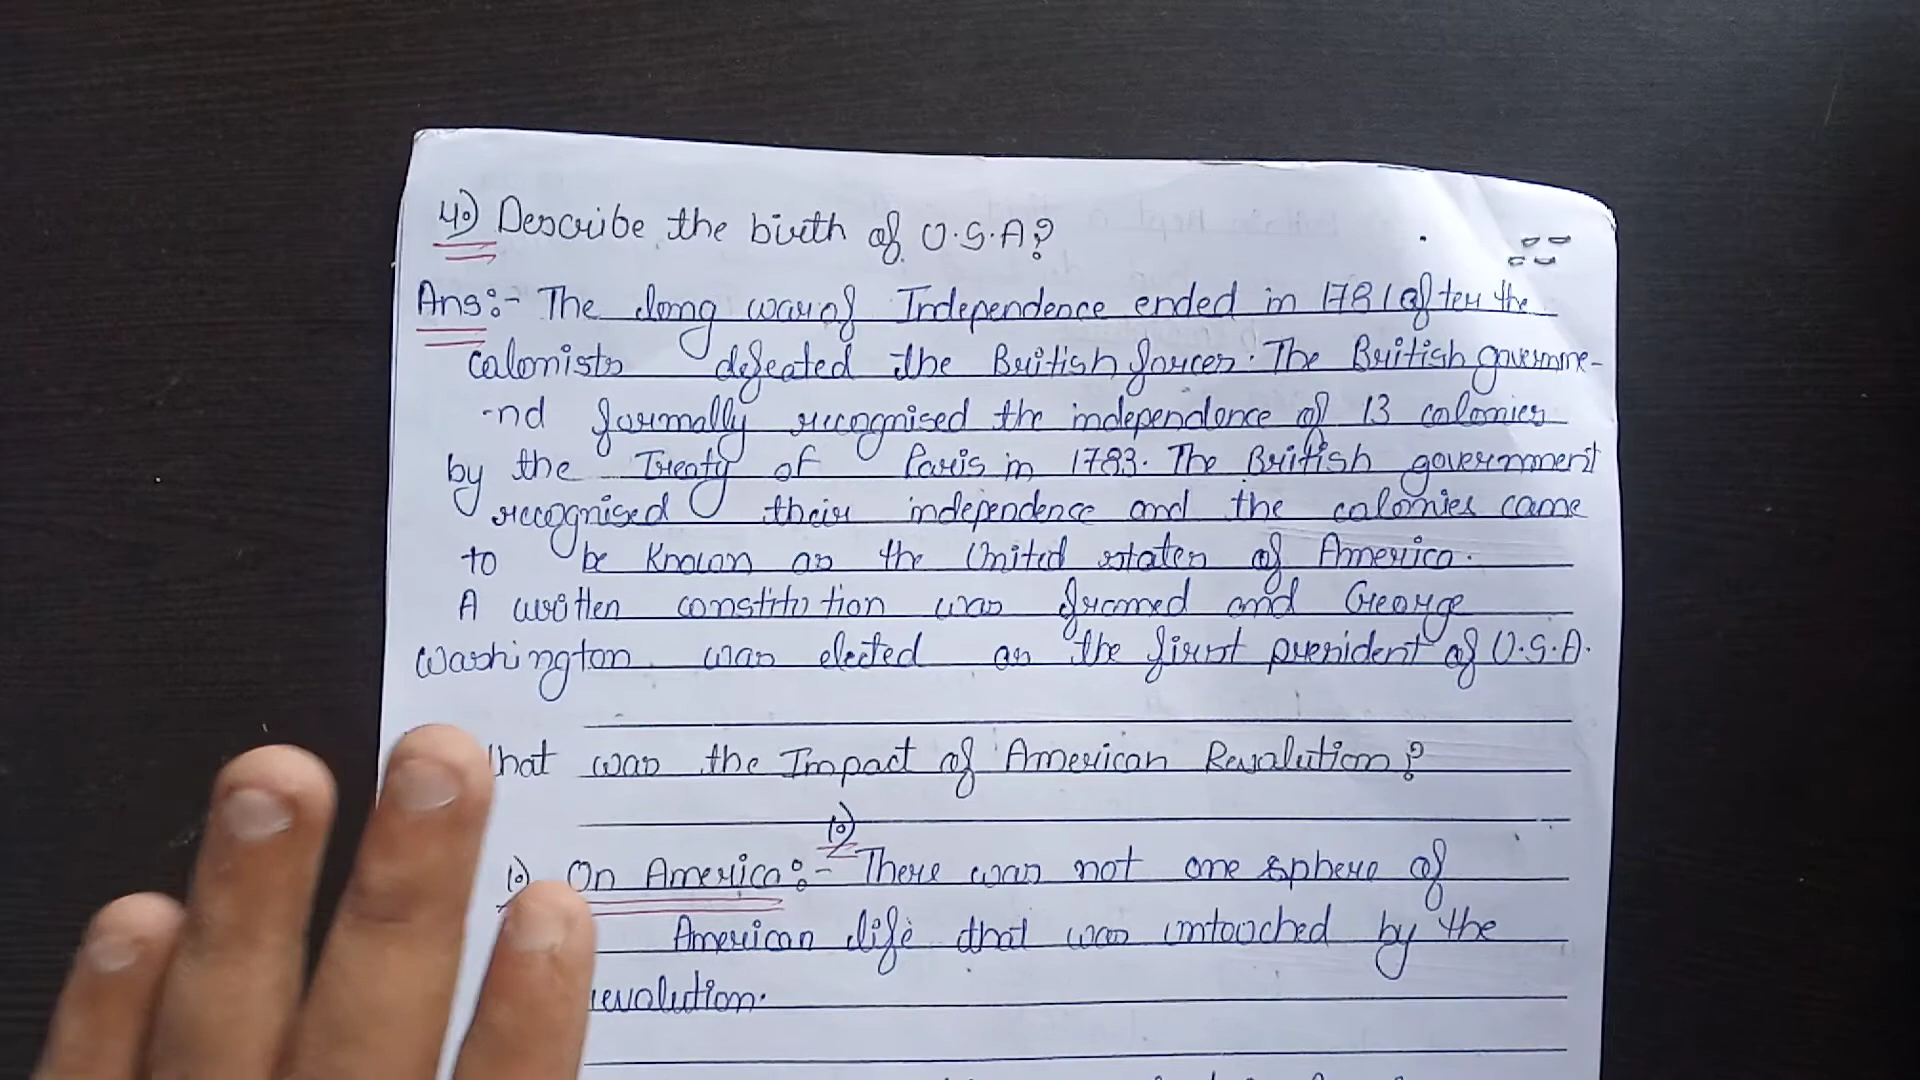 4.) Describe the birth of U.S.A?
Ans:- The long war of Independence ended in 1781 after the
colonists defeated the British forces. The British governme-
-nd formally recognised the independence of 13 colonies
by the Treaty of Paris in 1783. The British government
recognised their independence and the colonies came
to be known as the United states of America.
A written constitution was framed and George
Washington was elected as the first president of U.S.A.
hat was the Impact of American Revolution?
1.)
1.) On America:- There was not one sphere of
American life that was untouched by the
revolution.